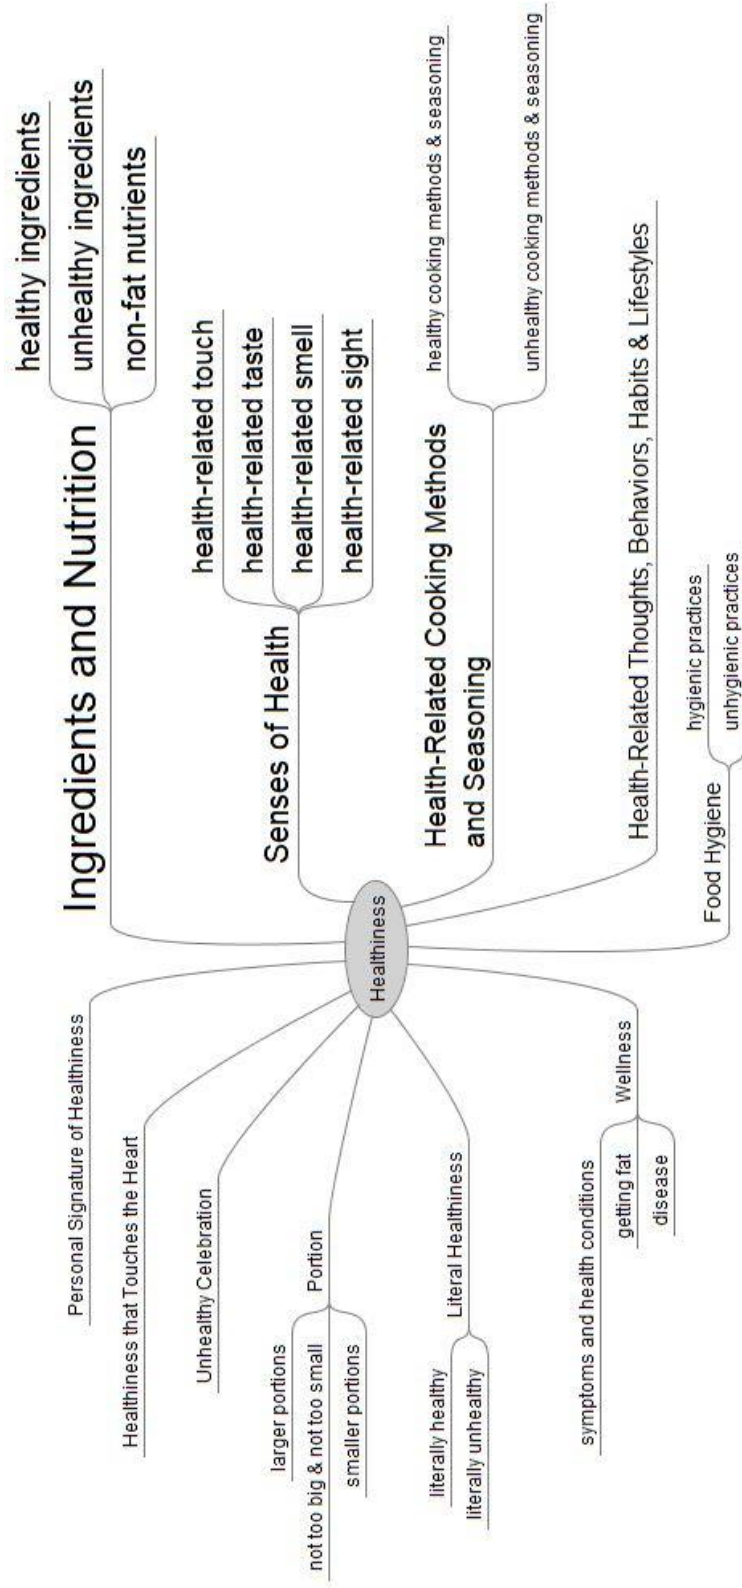 Healthiness
Ingredients and Nutrition
healthy ingredients
unhealthy ingredients
non-fat nutrients
Senses of Health
health-related touch
health-related taste
health-related smell
health-related sight
Health-Related Cooking Methods
and Seasoning
healthy cooking methods & seasoning
unhealthy cooking methods & seasoning
Health-Related Thoughts, Behaviors, Habits & Lifestyles
Food Hygiene
hygienic practices
unhygienic practices
Personal Signature of Healthiness
Healthiness that Touches the Heart
Unhealthy Celebration
Portion
larger portions
not too big & not too small
smaller portions
Literal Healthiness
literally healthy
literally unhealthy
Wellness
symptoms and health conditions
getting fat
disease